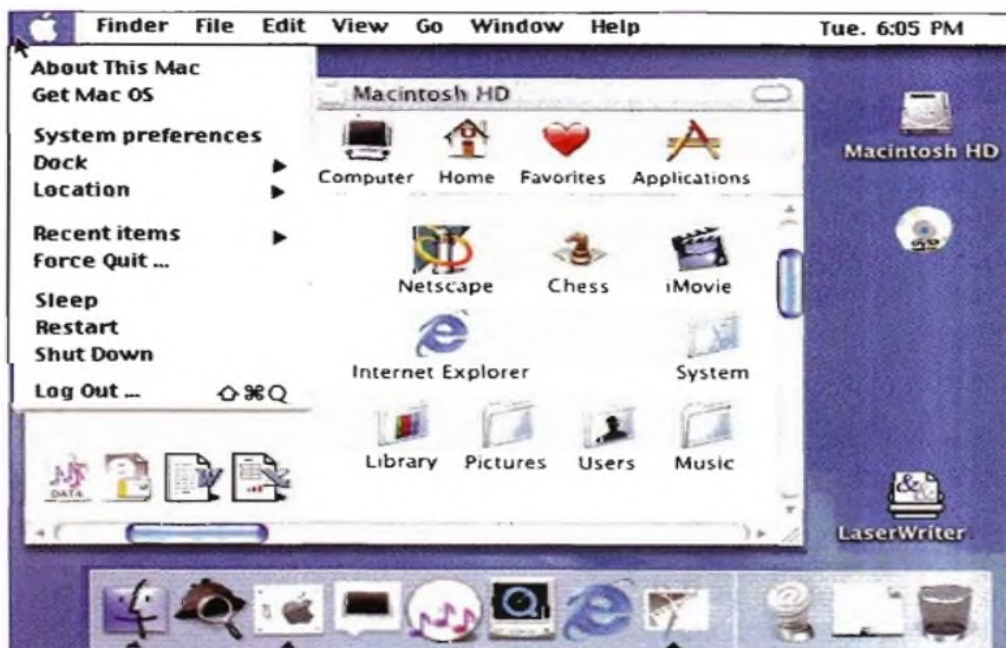 Finder File Edit View Go Window Help Tue. 6:05 PM
About This Mac
Get Mac OS
System preferences
Dock
Location
Recent items
Force Quit ...
Sleep
Restart
Shut Down
Log Out ... ⇧⌘Q
Macintosh HD
Computer Home Favorites Applications
Netscape Chess iMovie
Internet Explorer System
Library Pictures Users Music
DATA
Macintosh HD
LaserWriter